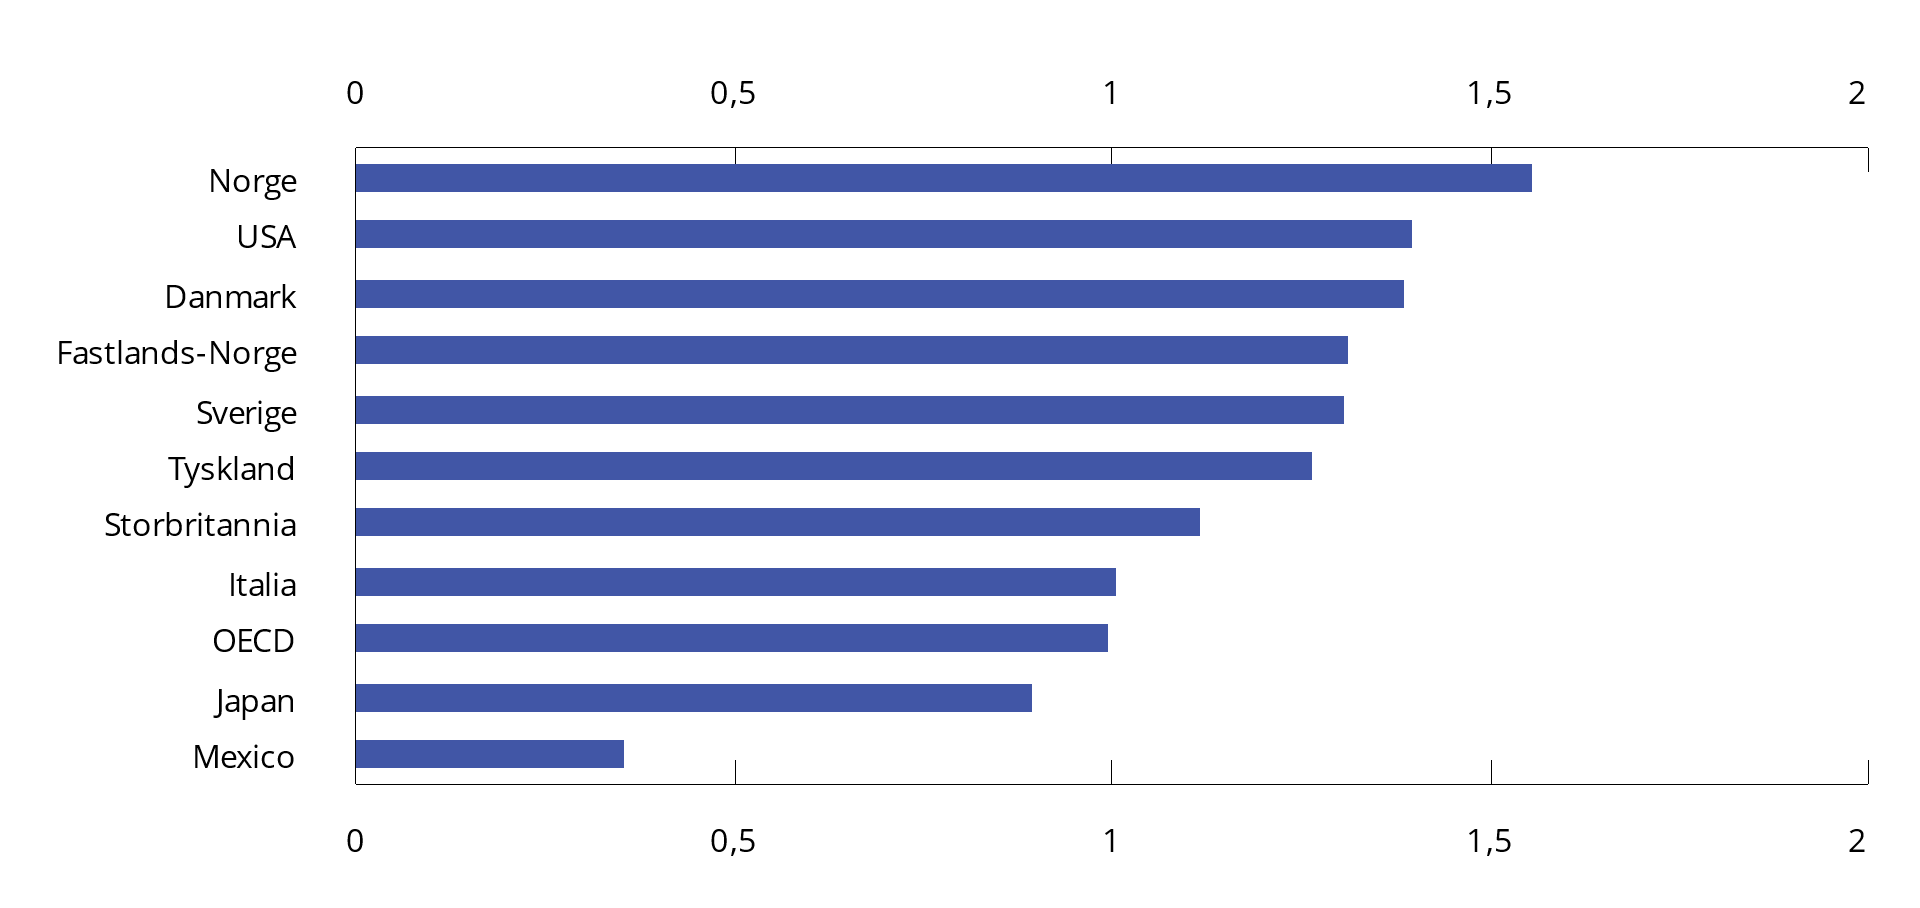 0 0,5 1 1,5 2
Norge
USA
Danmark
Fastlands-Norge
Sverige
Tyskland
Storbritannia
Italia
OECD
Japan
Mexico
0 0,5 1 1,5 2